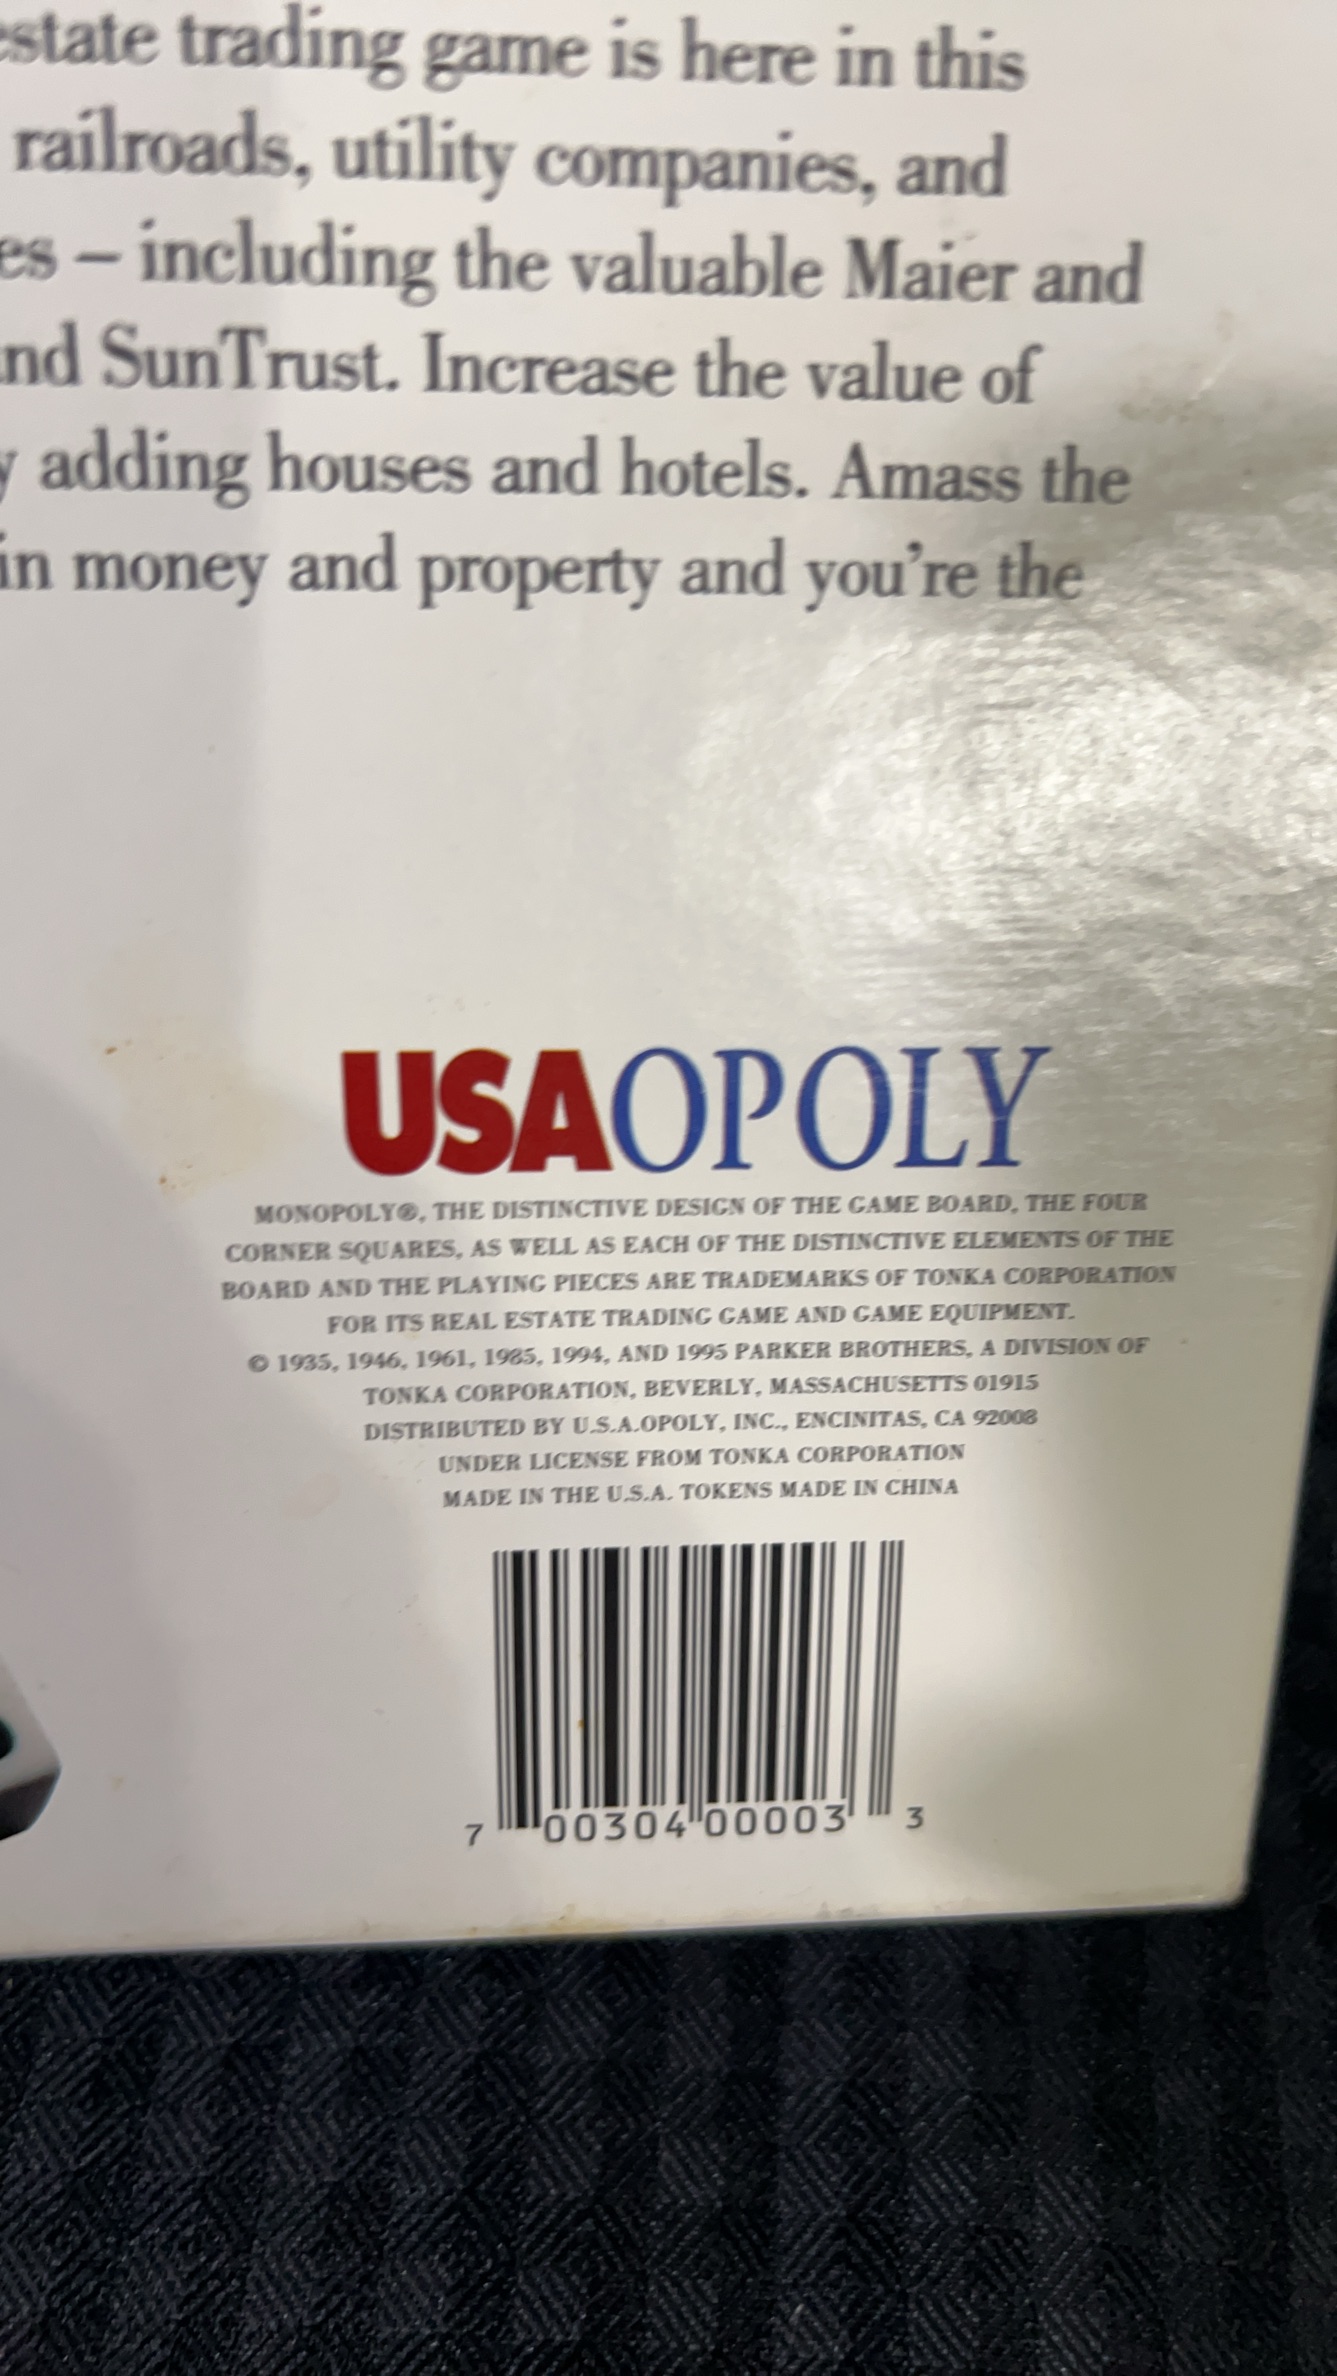 estate trading game is here in this
railroads, utility companies, and
es – including the valuable Maier and
nd SunTrust. Increase the value of
y adding houses and hotels. Amass the
in money and property and you're the
USAOPOLY
MONOPOLY®, THE DISTINCTIVE DESIGN OF THE GAME BOARD, THE FOUR
CORNER SQUARES, AS WELL AS EACH OF THE DISTINCTIVE ELEMENTS OF THE
BOARD AND THE PLAYING PIECES ARE TRADEMARKS OF TONKA CORPORATION
FOR ITS REAL ESTATE TRADING GAME AND GAME EQUIPMENT.
© 1935, 1946, 1961, 1985, 1994, AND 1995 PARKER BROTHERS, A DIVISION OF
TONKA CORPORATION, BEVERLY, MASSACHUSETTS 01915
DISTRIBUTED BY U.S.A.OPOLY, INC., ENCINITAS, CA 92008
UNDER LICENSE FROM TONKA CORPORATION
MADE IN THE U.S.A. TOKENS MADE IN CHINA
7 00304 00003 3